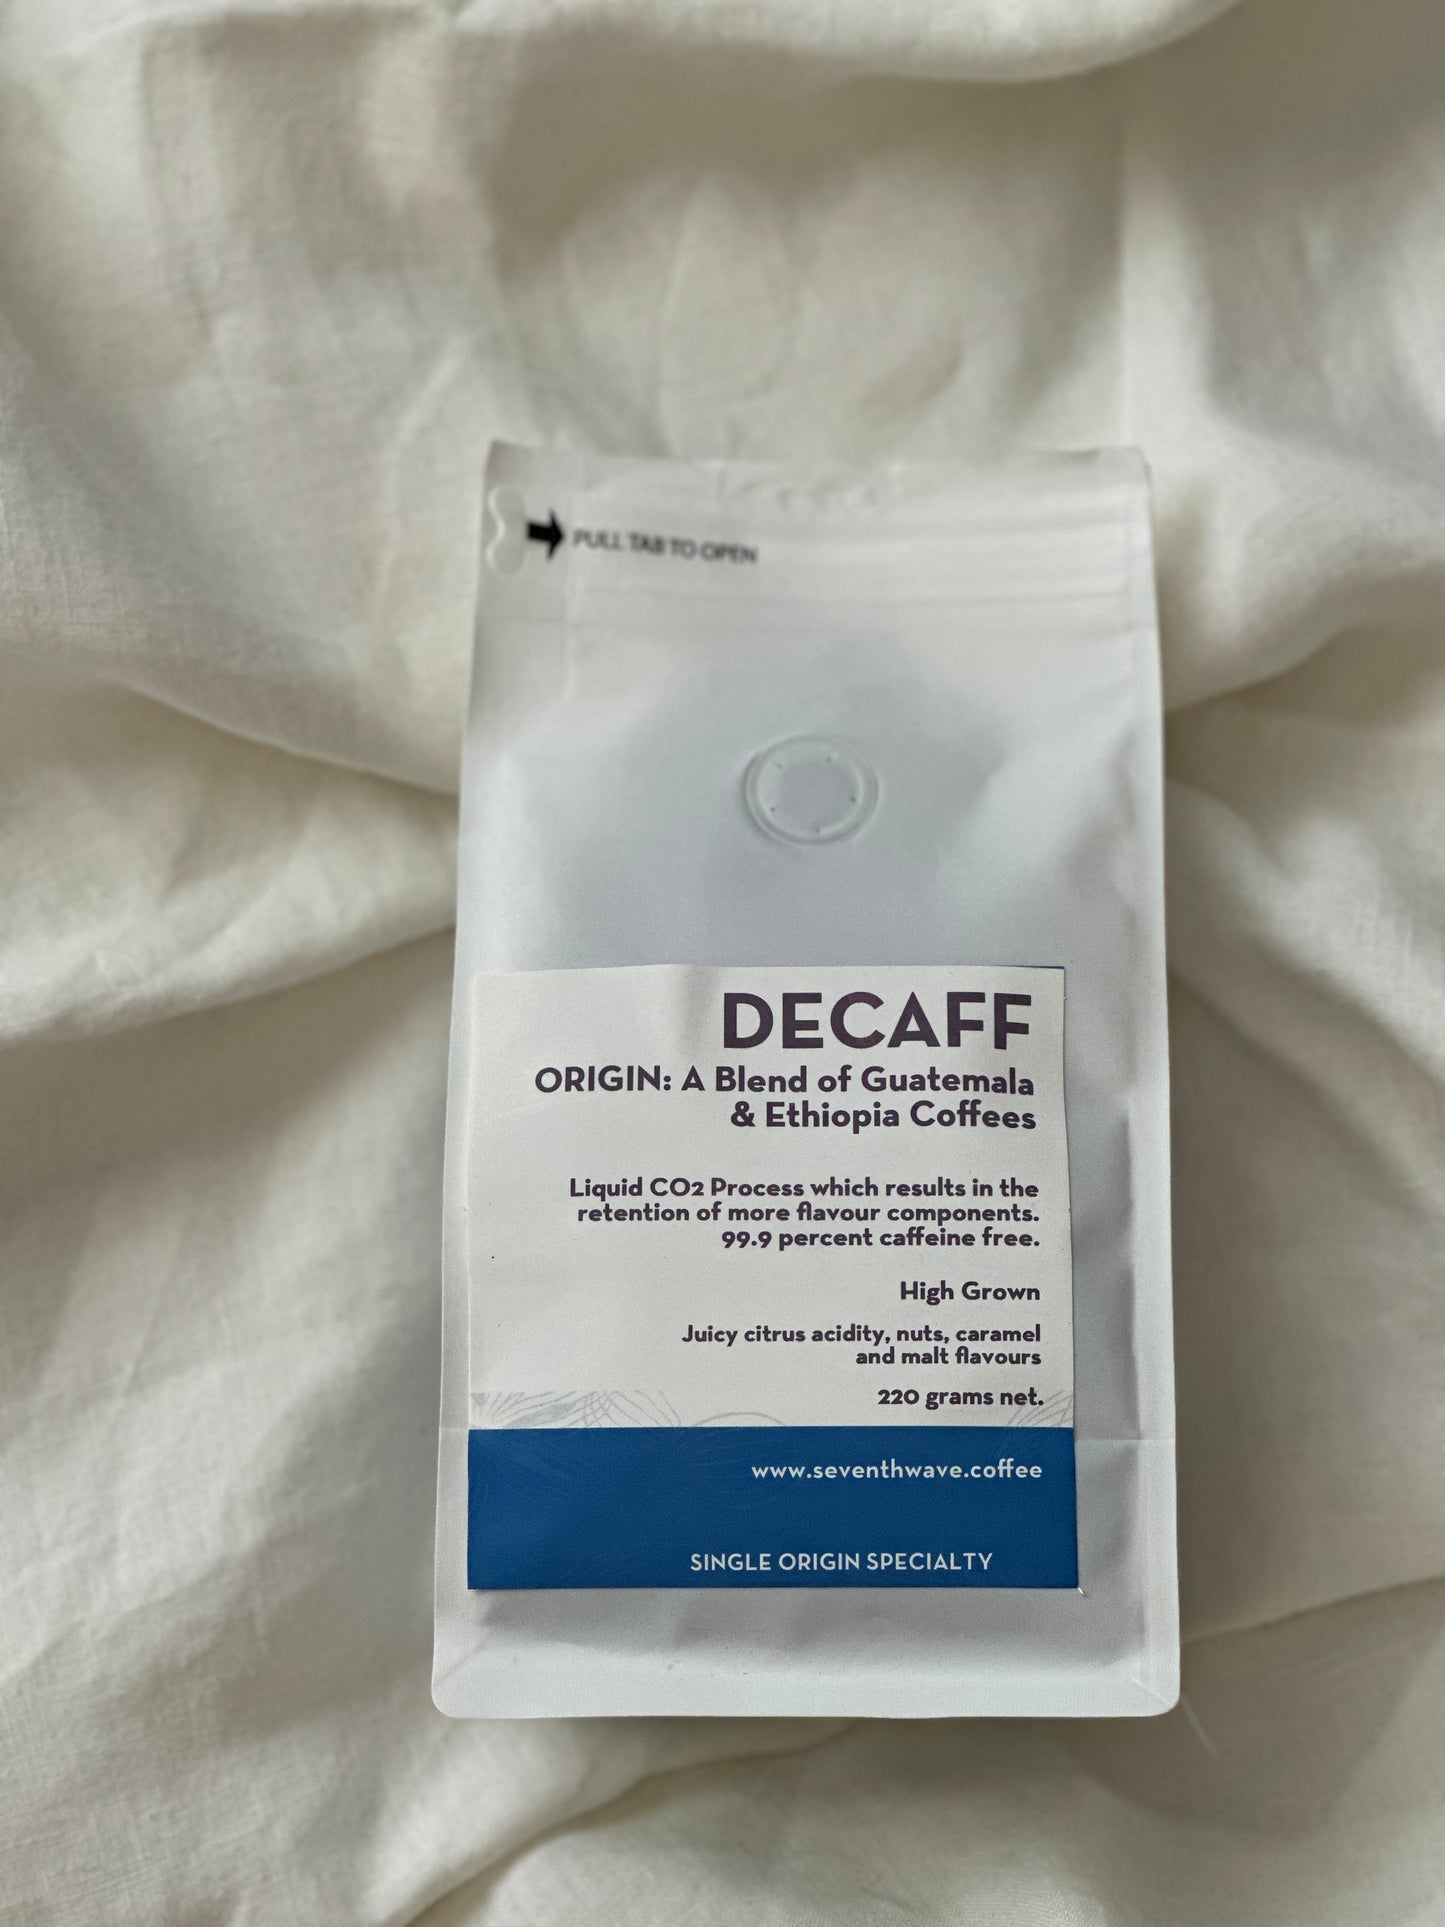 PULL TAB TO OPEN
DECAFF
ORIGIN: A Blend of Guatemala
& Ethiopia Coffees
Liquid CO2 Process which results in the
retention of more flavour components.
99.9 percent caffeine free.
High Grown
Juicy citrus acidity, nuts, caramel
and malt flavours
220 grams net.
www.seventhwave.coffee
SINGLE ORIGIN SPECIALTY